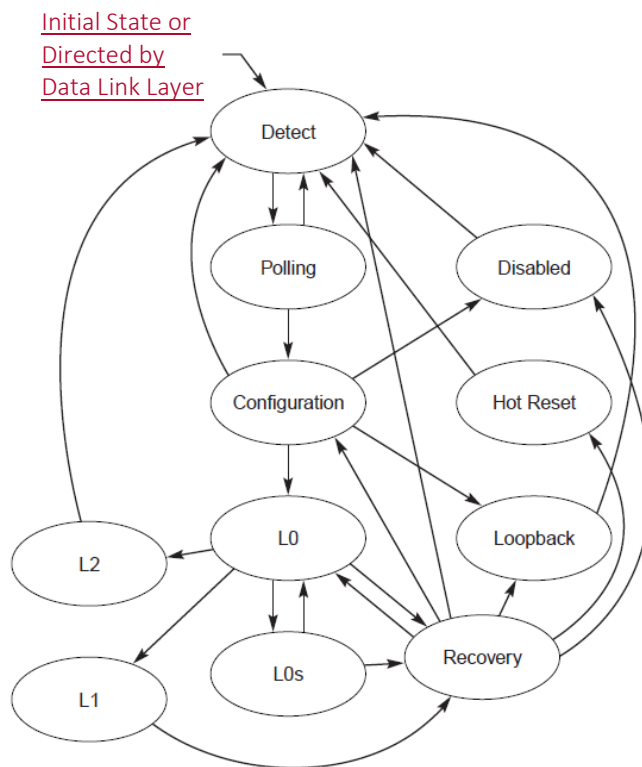 Initial State or
Directed by
Data Link Layer
Detect
Polling
Disabled
Configuration
Hot Reset
L0
Loopback
L2
Recovery
L0s
L1